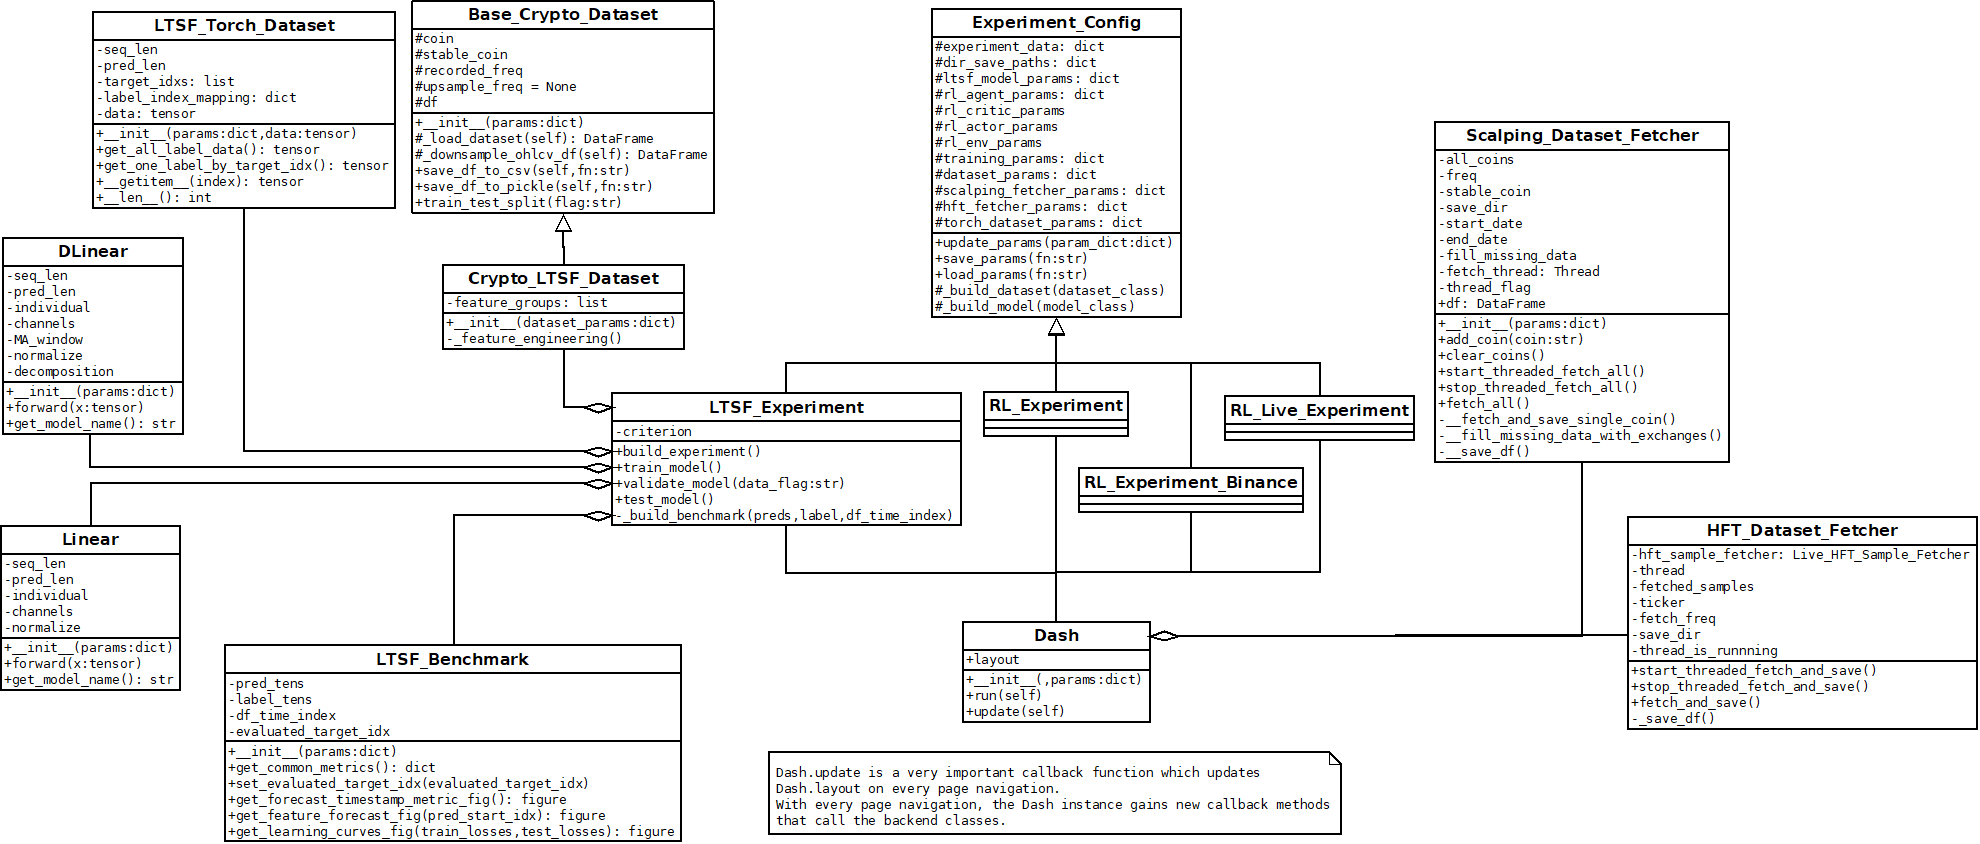 LTSF_Torch_Dataset
-seq_len
-pred_len
-target_idxs: list
-label_index_mapping: dict
-data: tensor
+__init__(params:dict,data:tensor)
+get_all_label_data(): tensor
+get_one_label_by_target_idx(): tensor
+__getitem__(index): tensor
+__len__(): int
Base_Crypto_Dataset
#coin
#stable_coin
#recorded_freq
#upsample_freq = None
#df
+__init__(params:dict)
#_load_dataset(self): DataFrame
#_downsample_ohlcv_df(self): DataFrame
+save_df_to_csv(self,fn:str)
+save_df_to_pickle(self,fn:str)
+train_test_split(flag:str)
Experiment_Config
#experiment_data: dict
#dir_save_paths: dict
#ltsf_model_params: dict
#rl_agent_params: dict
#rl_critic_params
#rl_actor_params
#rl_env_params
#training_params: dict
#dataset_params: dict
#scalping_fetcher_params: dict
#hft_fetcher_params: dict
#torch_dataset_params: dict
+update_params(param_dict:dict)
+save_params(fn:str)
+load_params(fn:str)
#_build_dataset(dataset_class)
#_build_model(model_class)
Scalping_Dataset_Fetcher
-all_coins
-freq
-stable_coin
-save_dir
-start_date
-end_date
-fill_missing_data
-fetch_thread: Thread
-thread_flag
+df: DataFrame
+__init__(params:dict)
+add_coin(coin:str)
+clear_coins()
+start_threaded_fetch_all()
+stop_threaded_fetch_all()
+fetch_all()
-__fetch_and_save_single_coin()
-__fill_missing_data_with_exchanges()
-__save_df()
DLinear
-seq_len
-pred_len
-individual
-channels
-MA_window
-normalize
-decomposition
+__init__(params:dict)
+forward(x:tensor)
+get_model_name(): str
Crypto_LTSF_Dataset
-feature_groups: list
+__init__(dataset_params:dict)
-_feature_engineering()
LTSF_Experiment
-criterion
+build_experiment()
+train_model()
+validate_model(data_flag:str)
+test_model()
-_build_benchmark(preds,label,df_time_index)
RL_Experiment
RL_Live_Experiment
RL_Experiment_Binance
Linear
-seq_len
-pred_len
-individual
-channels
-normalize
+__init__(params:dict)
+forward(x:tensor)
+get_model_name(): str
HFT_Dataset_Fetcher
-hft_sample_fetcher: Live_HFT_Sample_Fetcher
-thread
-fetched_samples
-ticker
-fetch_freq
-save_dir
-thread_is_runnning
+start_threaded_fetch_and_save()
+stop_threaded_fetch_and_save()
+fetch_and_save()
-_save_df()
LTSF_Benchmark
-pred_tens
-label_tens
-df_time_index
-evaluated_target_idx
+__init__(params:dict)
+get_common_metrics(): dict
+set_evaluated_target_idx(evaluated_target_idx)
+get_forecast_timestamp_metric_fig(): figure
+get_feature_forecast_fig(pred_start_idx): figure
+get_learning_curves_fig(train_losses,test_losses): figure
Dash
+layout
+__init__(,params:dict)
+run(self)
+update(self)
Dash.update is a very important callback function which updates
Dash.layout on every page navigation.
With every page navigation, the Dash instance gains new callback methods
that call the backend classes.